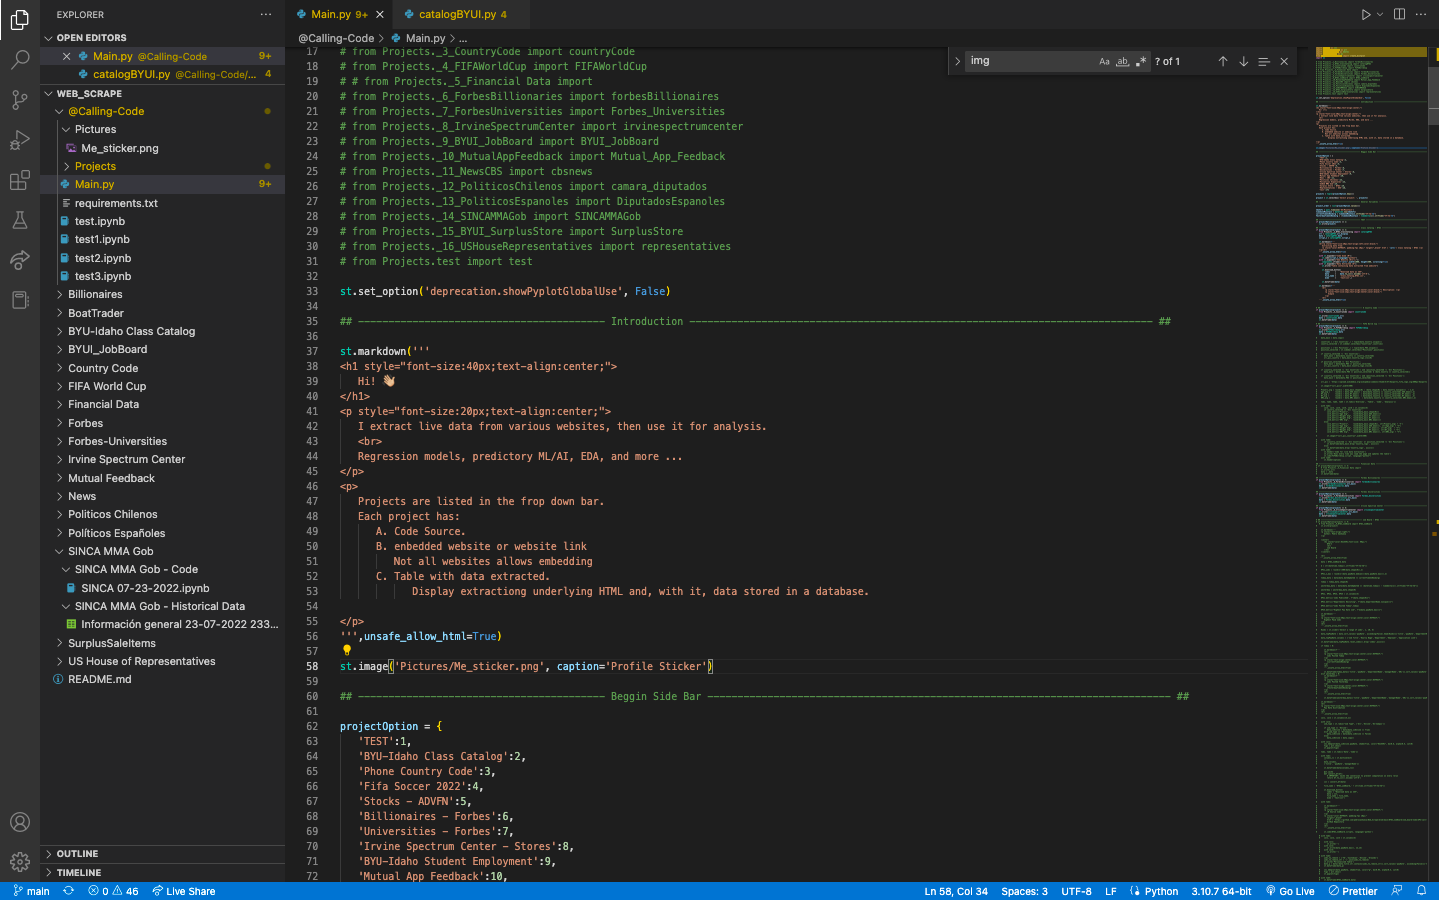 EXPLORER
OPEN EDITORS
Main.py @Calling-Code 9+
catalogBYUI.py @Calling-Code/... 4
WEB_SCRAPE
@Calling-Code
Pictures
Me_sticker.png
Projects
Main.py 9+
requirements.txt
test.ipynb
test1.ipynb
test2.ipynb
test3.ipynb
Billionaires
BoatTrader
BYU-Idaho Class Catalog
BYUI_JobBoard
Country Code
FIFA World Cup
Financial Data
Forbes
Forbes-Universities
Irvine Spectrum Center
Mutual Feedback
News
Politicos Chilenos
Políticos Españoles
SINCA MMA Gob
SINCA MMA Gob - Code
SINCA 07-23-2022.ipynb
SINCA MMA Gob - Historical Data
Información general 23-07-2022 233...
SurplusSaleItems
US House of Representatives
README.md
OUTLINE
TIMELINE
Main.py 9+
catalogBYUI.py 4
@Calling-Code > Main.py > ...
img
Aa ab .* ? of 1
17 # from Projects._3_CountryCode import countryCode
18 # from Projects._4_FIFAWorldCup import FIFAWorldCup
19 # # from Projects._5_Financial Data import
20 # from Projects._6_ForbesBillionaries import forbesBillionaires
21 # from Projects._7_ForbesUniversities import Forbes_Universities
22 # from Projects._8_IrvineSpectrumCenter import irvinespectrumcenter
23 # from Projects._9_BYUI_JobBoard import BYUI_JobBoard
24 # from Projects._10_MutualAppFeedback import Mutual_App_Feedback
25 # from Projects._11_NewsCBS import cbsnews
26 # from Projects._12_PoliticosChilenos import camara_diputados
27 # from Projects._13_PoliticosEspanoles import DiputadosEspanoles
28 # from Projects._14_SINCAMMAGob import SINCAMMAGob
29 # from Projects._15_BYUI_SurplusStore import SurplusStore
30 # from Projects._16_USHouseRepresentatives import representatives
31 # from Projects.test import test
32
33 st.set_option('deprecation.showPyplotGlobalUse', False)
34
35 ## ----------------------------------------- Introduction ----------------------------------------------------------------------------- ##
36
37 st.markdown('''
38 <h1 style="font-size:40px;text-align:center;">
39 Hi! 👋🏼
40 </h1>
41 <p style="font-size:20px;text-align:center;">
42 I extract live data from various websites, then use it for analysis.
43 <br>
44 Regression models, predictory ML/AI, EDA, and more ...
45 </p>
46 <p>
47 Projects are listed in the frop down bar.
48 Each project has:
49 A. Code Source.
50 B. enbedded website or website link
51 Not all websites allows embedding
52 C. Table with data extracted.
53 Display extractiong underlying HTML and, with it, data stored in a database.
54
55 </p>
56 ''',unsafe_allow_html=True)
57
58 st.image('Pictures/Me_sticker.png', caption='Profile Sticker')
59
60 ## ----------------------------------------- Beggin Side Bar ----------------------------------------------------------------------------- ##
61
62 projectOption = {
63 'TEST':1,
64 'BYU-Idaho Class Catalog':2,
65 'Phone Country Code':3,
66 'Fifa Soccer 2022':4,
67 'Stocks - ADVFN':5,
68 'Billionaires - Forbes':6,
69 'Universities - Forbes':7,
70 'Irvine Spectrum Center - Stores':8,
71 'BYU-Idaho Student Employment':9,
72 'Mutual App Feedback':10,
main 0 46 Live Share Ln 58, Col 34 Spaces: 3 UTF-8 LF Python 3.10.7 64-bit Go Live Prettier